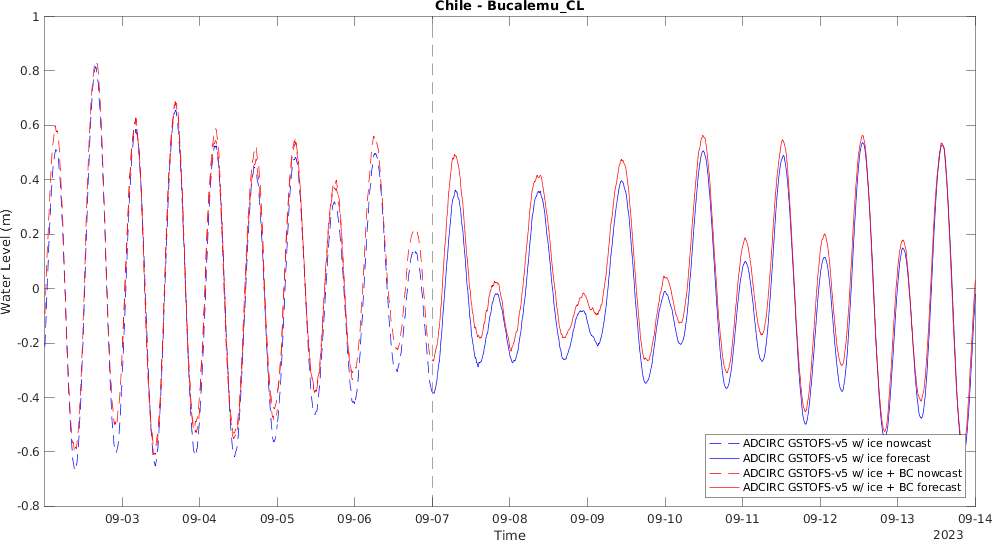 Chile - Bucalemu_CL
Water Level (m)
1
0.8
0.6
0.4
0.2
0
-0.2
-0.4
-0.6
-0.8
ADCIRC GSTOFS-v5 w/ ice nowcast
ADCIRC GSTOFS-v5 w/ ice forecast
ADCIRC GSTOFS-v5 w/ ice + BC nowcast
ADCIRC GSTOFS-v5 w/ ice + BC forecast
09-03 09-04 09-05 09-06 09-07 09-08 09-09 09-10 09-11 09-12 09-13 09-14
Time
2023